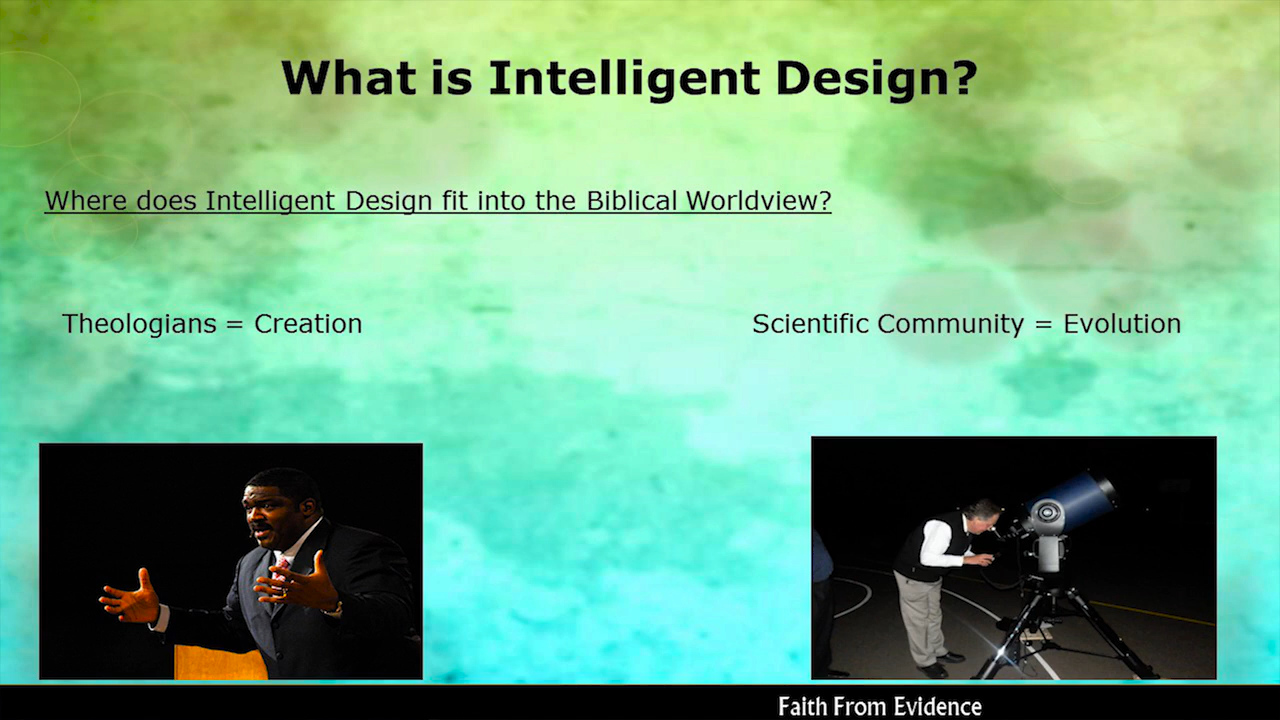 What is Intelligent Design?
Where does Intelligent Design fit into the Biblical Worldview?
Theologians = Creation
Scientific Community = Evolution
Faith From Evidence